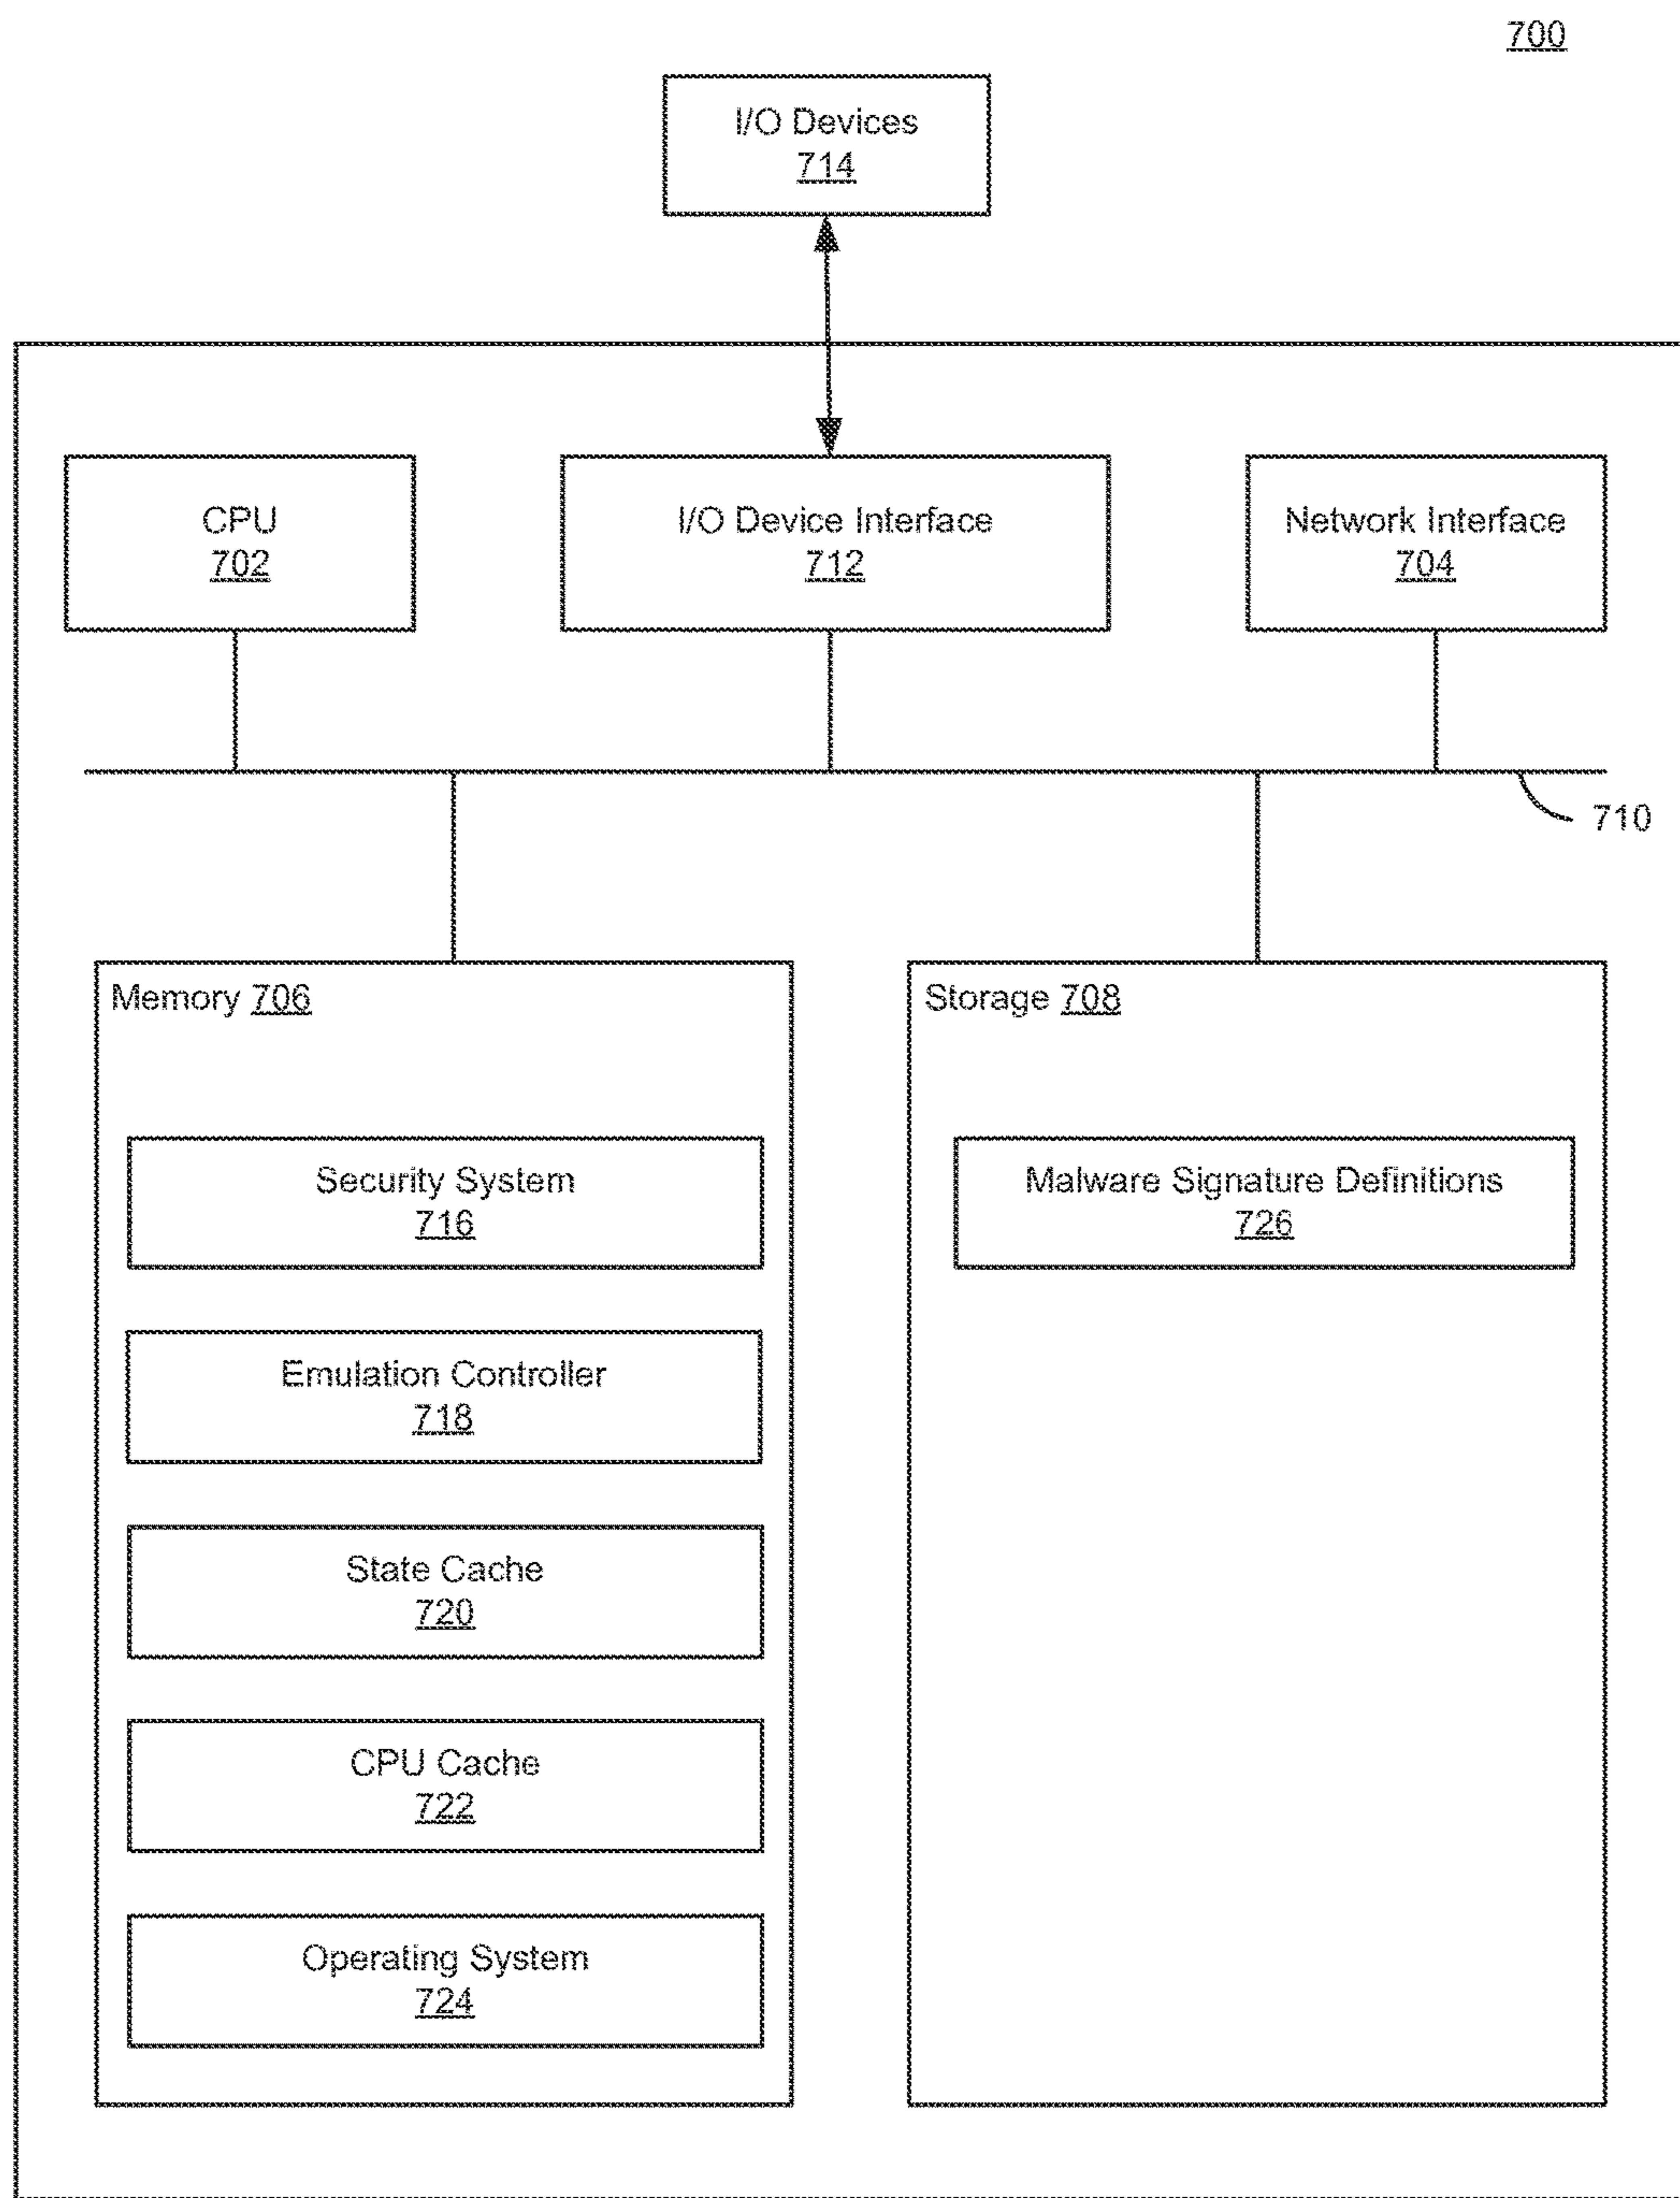 700
I/O Devices
714
CPU
702
I/O Device Interface
712
Network Interface
704
710
Memory 706
Security System
716
Emulation Controller
718
State Cache
720
CPU Cache
722
Operating System
724
Storage 708
Malware Signature Definitions
726